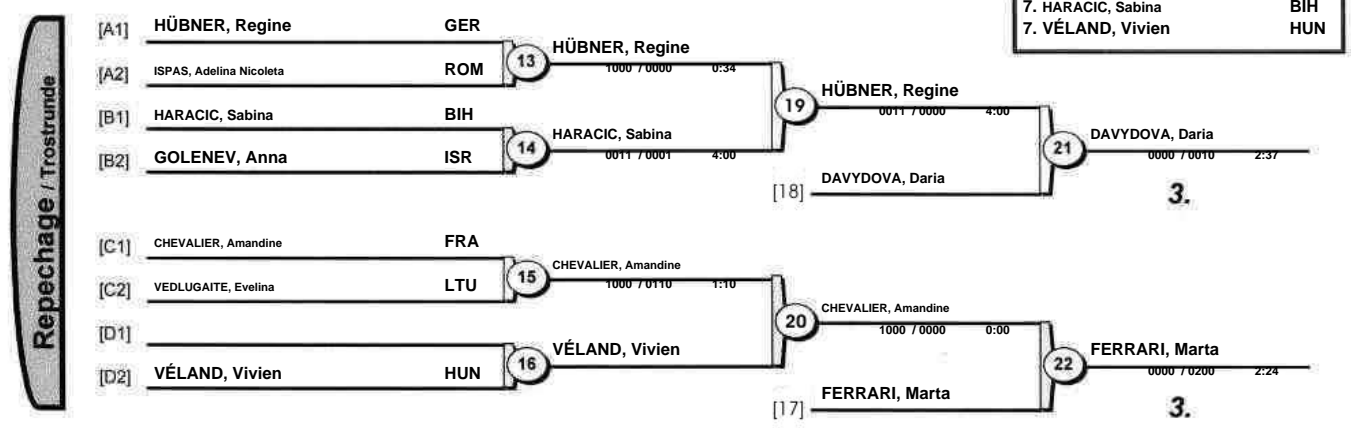 7. HARACIC, Sabina BIH
7. VÉLAND, Vivien HUN
Repechage / Trostrunde
[A1] HÜBNER, Regine GER
[A2] ISPAS, Adelina Nicoleta ROM
13 HÜBNER, Regine
1000 / 0000 0:34
[B1] HARACIC, Sabina BIH
[B2] GOLENEV, Anna ISR
14 HARACIC, Sabina
0011 / 0001 4:00
19 HÜBNER, Regine
0011 / 0000 4:00
[18] DAVYDOVA, Daria
21 DAVYDOVA, Daria
0000 / 0010 2:37
3.
[C1] CHEVALIER, Amandine FRA
[C2] VEDLUGAITE, Evelina LTU
15 CHEVALIER, Amandine
1000 / 0110 1:10
[D1]
[D2] VÉLAND, Vivien HUN
16 VÉLAND, Vivien
20 CHEVALIER, Amandine
1000 / 0000 0:00
[17] FERRARI, Marta
22 FERRARI, Marta
0000 / 0200 2:24
3.